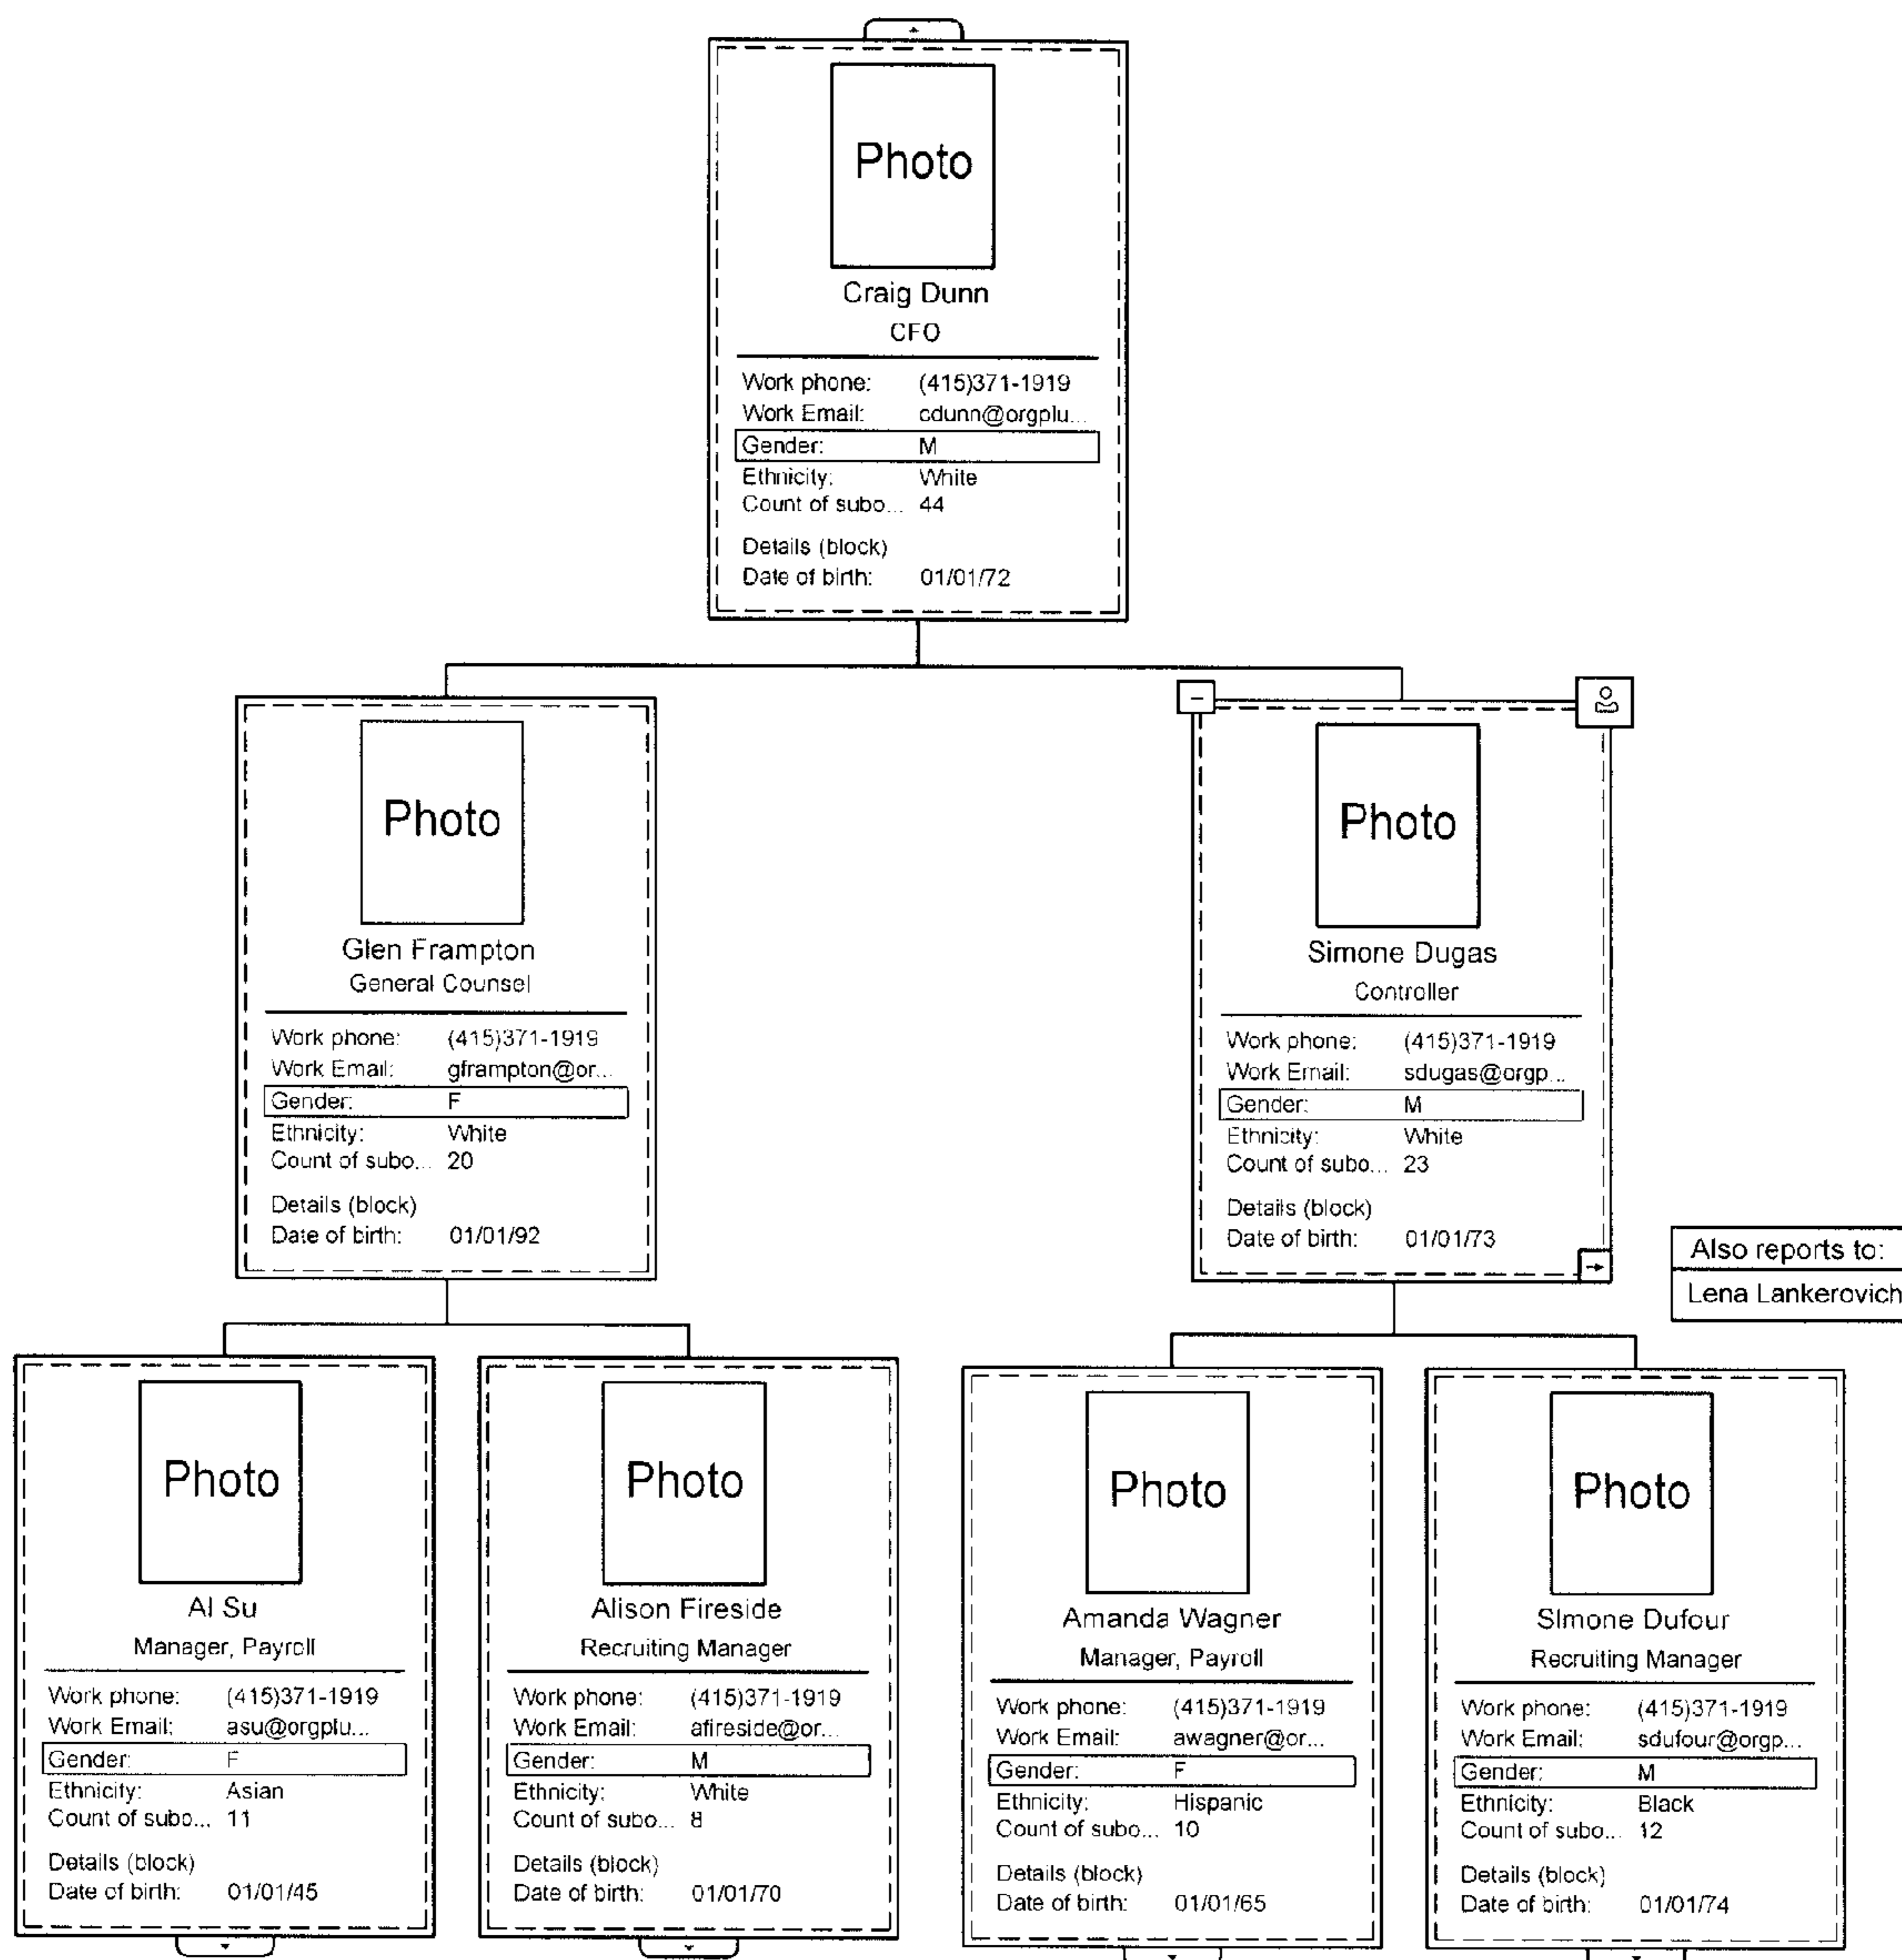 Photo
Craig Dunn
CFO
Work phone: (415)371-1919
Work Email: cdunn@orgplu...
Gender: M
Ethnicity: White
Count of subo... 44
Details (block)
Date of birth: 01/01/72
Photo
Glen Frampton
General Counsel
Work phone: (415)371-1919
Work Email: gframpton@or...
Gender: F
Ethnicity: White
Count of subo... 20
Details (block)
Date of birth: 01/01/92
Photo
Simone Dugas
Controller
Work phone: (415)371-1919
Work Email: sdugas@orgp...
Gender: M
Ethnicity: White
Count of subo... 23
Details (block)
Date of birth: 01/01/73
Also reports to:
Lena Lankerovich
Photo
Al Su
Manager, Payroll
Work phone: (415)371-1919
Work Email: asu@orgplu...
Gender: F
Ethnicity: Asian
Count of subo... 11
Details (block)
Date of birth: 01/01/45
Photo
Alison Fireside
Recruiting Manager
Work phone: (415)371-1919
Work Email: afireside@or...
Gender: M
Ethnicity: White
Count of subo... 8
Details (block)
Date of birth: 01/01/70
Photo
Amanda Wagner
Manager, Payroll
Work phone: (415)371-1919
Work Email: awagner@or...
Gender: F
Ethnicity: Hispanic
Count of subo... 10
Details (block)
Date of birth: 01/01/65
Photo
SImone Dufour
Recruiting Manager
Work phone: (415)371-1919
Work Email: sdufour@orgp...
Gender: M
Ethnicity: Black
Count of subo... 12
Details (block)
Date of birth: 01/01/74